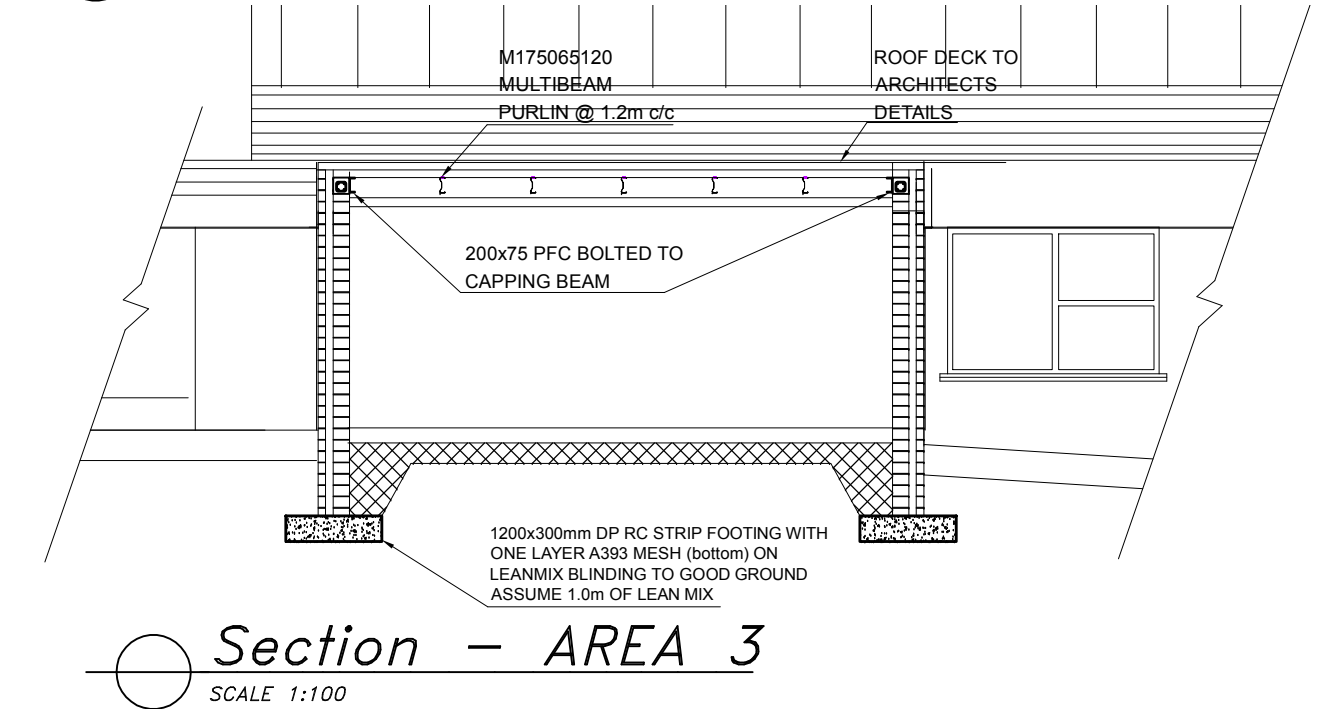 M175065120
MULTIBEAM
PURLIN @ 1.2m c/c
ROOF DECK TO
ARCHITECTS
DETAILS
200x75 PFC BOLTED TO
CAPPING BEAM
1200x300mm DP RC STRIP FOOTING WITH
ONE LAYER A393 MESH (bottom) ON
LEANMIX BLINDING TO GOOD GROUND
ASSUME 1.0m OF LEAN MIX
Section - AREA 3
SCALE 1:100